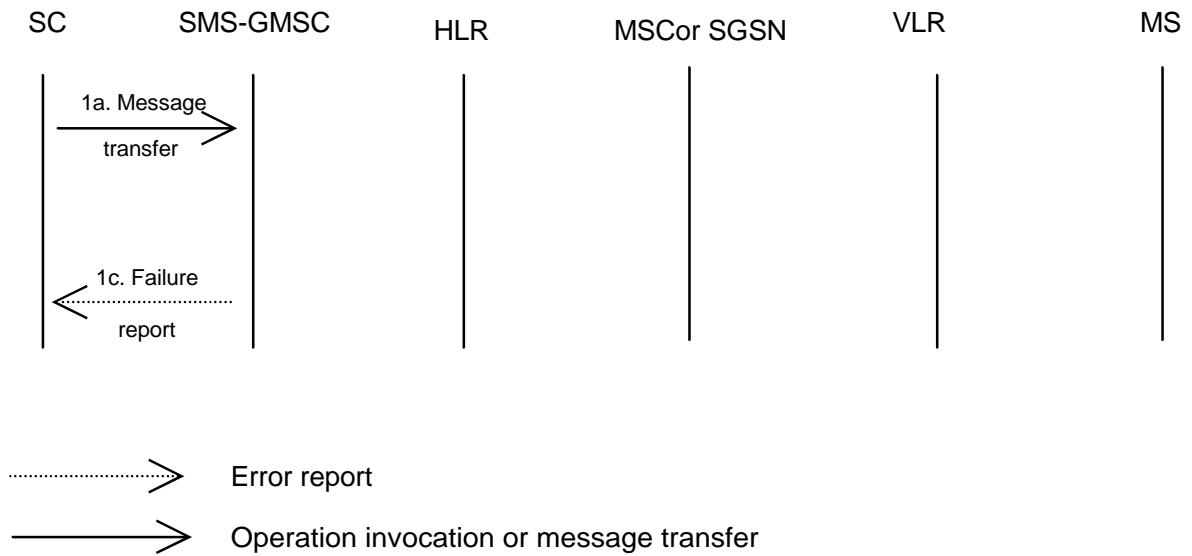 SC
SMS-GMSC
HLR
MSCor SGSN
VLR
MS
1a. Message
transfer
1c. Failure
report
Error report
Operation invocation or message transfer